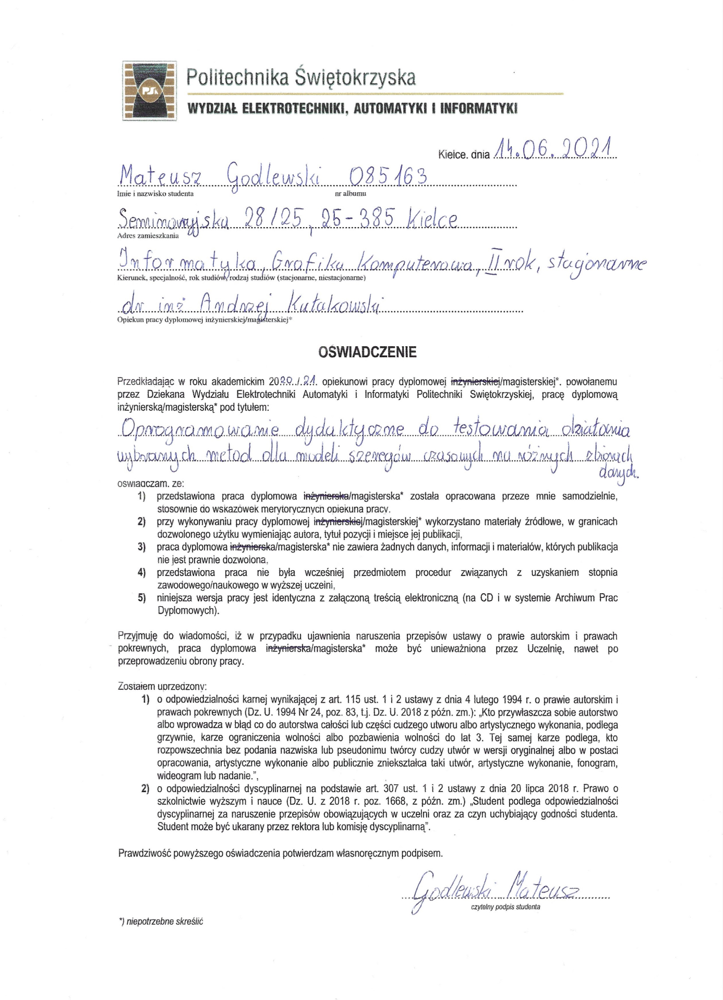 PSk
Politechnika Świętokrzyska
WYDZIAŁ ELEKTROTECHNIKI, AUTOMATYKI I INFORMATYKI
Kielce, dnia 14.06.2021
Mateusz Godlewski 085163
Imię i nazwisko studenta nr albumu
Seminaryjska 28/25, 25-385 Kielce
Adres zamieszkania
Informatyka, Grafika Komputerowa, II rok, stacjonarne
Kierunek, specjalność, rok studiów, rodzaj studiów (stacjonarne, niestacjonarne)
dr inż Andrzej Kułakowski
Opiekun pracy dyplomowej inżynierskiej/magisterskiej*
OŚWIADCZENIE
Przedkładając w roku akademickim 2020/21 opiekunowi pracy dyplomowej inżynierskiej/magisterskiej*, powołanemu
przez Dziekana Wydziału Elektrotechniki Automatyki i Informatyki Politechniki Świętokrzyskiej, pracę dyplomową
inżynierską/magisterską* pod tytułem:
Oprogramowanie dydaktyczne do testowania działania
wybranych metod dla modeli szeregów czasowych na różnych zbiorach
danych.
oświadczam, że:
1) przedstawiona praca dyplomowa inżynierska/magisterska* została opracowana przeze mnie samodzielnie,
stosownie do wskazówek merytorycznych opiekuna pracy.
2) przy wykonywaniu pracy dyplomowej inżynierskiej/magisterskiej* wykorzystano materiały źródłowe, w granicach
dozwolonego użytku wymieniając autora, tytuł pozycji i miejsce jej publikacji,
3) praca dyplomowa inżynierska/magisterska* nie zawiera żadnych danych, informacji i materiałów, których publikacja
nie jest prawnie dozwolona,
4) przedstawiona praca nie była wcześniej przedmiotem procedur związanych z uzyskaniem stopnia
zawodowego/naukowego w wyższej uczelni,
5) niniejsza wersja pracy jest identyczna z załączoną treścią elektroniczną (na CD i w systemie Archiwum Prac
Dyplomowych).
Przyjmuję do wiadomości, iż w przypadku ujawnienia naruszenia przepisów ustawy o prawie autorskim i prawach
pokrewnych, praca dyplomowa inżynierska/magisterska* może być unieważniona przez Uczelnię, nawet po
przeprowadzeniu obrony pracy.
Zostałem uprzedzony:
1) o odpowiedzialności karnej wynikającej z art. 115 ust. 1 i 2 ustawy z dnia 4 lutego 1994 r. o prawie autorskim i
prawach pokrewnych (Dz. U. 1994 Nr 24, poz. 83, t.j. Dz. U. 2018 z późn. zm.): „Kto przywłaszcza sobie autorstwo
albo wprowadza w błąd co do autorstwa całości lub części cudzego utworu albo artystycznego wykonania, podlega
grzywnie, karze ograniczenia wolności albo pozbawienia wolności do lat 3. Tej samej karze podlega, kto
rozpowszechnia bez podania nazwiska lub pseudonimu twórcy cudzy utwór w wersji oryginalnej albo w postaci
opracowania, artystyczne wykonanie albo publicznie zniekształca taki utwór, artystyczne wykonanie, fonogram,
wideogram lub nadanie.”,
2) o odpowiedzialności dyscyplinarnej na podstawie art. 307 ust. 1 i 2 ustawy z dnia 20 lipca 2018 r. Prawo o
szkolnictwie wyższym i nauce (Dz. U. z 2018 r. poz. 1668, z późn. zm.) „Student podlega odpowiedzialności
dyscyplinarnej za naruszenie przepisów obowiązujących w uczelni oraz za czyn uchybiający godności studenta.
Student może być ukarany przez rektora lub komisję dyscyplinarną”.
Prawdziwość powyższego oświadczenia potwierdzam własnoręcznym podpisem.
Godlewski Mateusz
czytelny podpis studenta
*) niepotrzebne skreślić